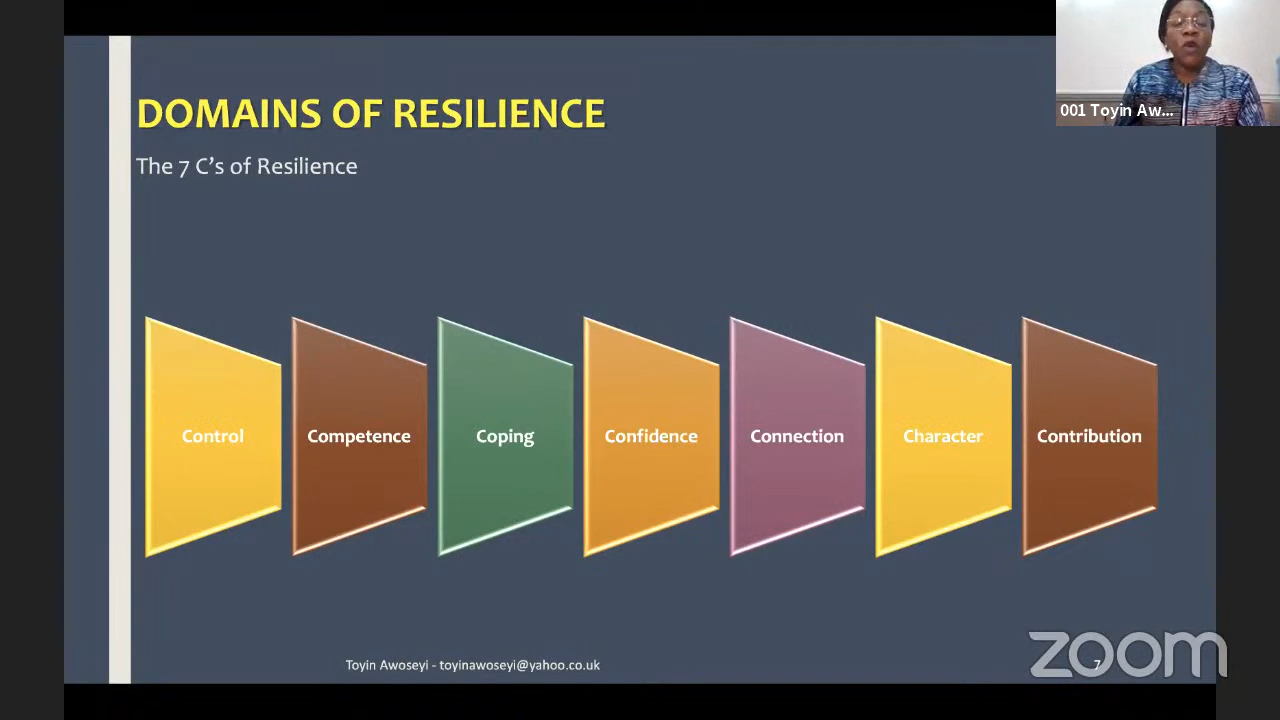 DOMAINS OF RESILIENCE
The 7 C's of Resilience
001 Toyin Aw...
Control
Competence
Coping
Confidence
Connection
Character
Contribution
Toyin Awoseyi - toyinawoseyi@yahoo.co.uk
7
zoom